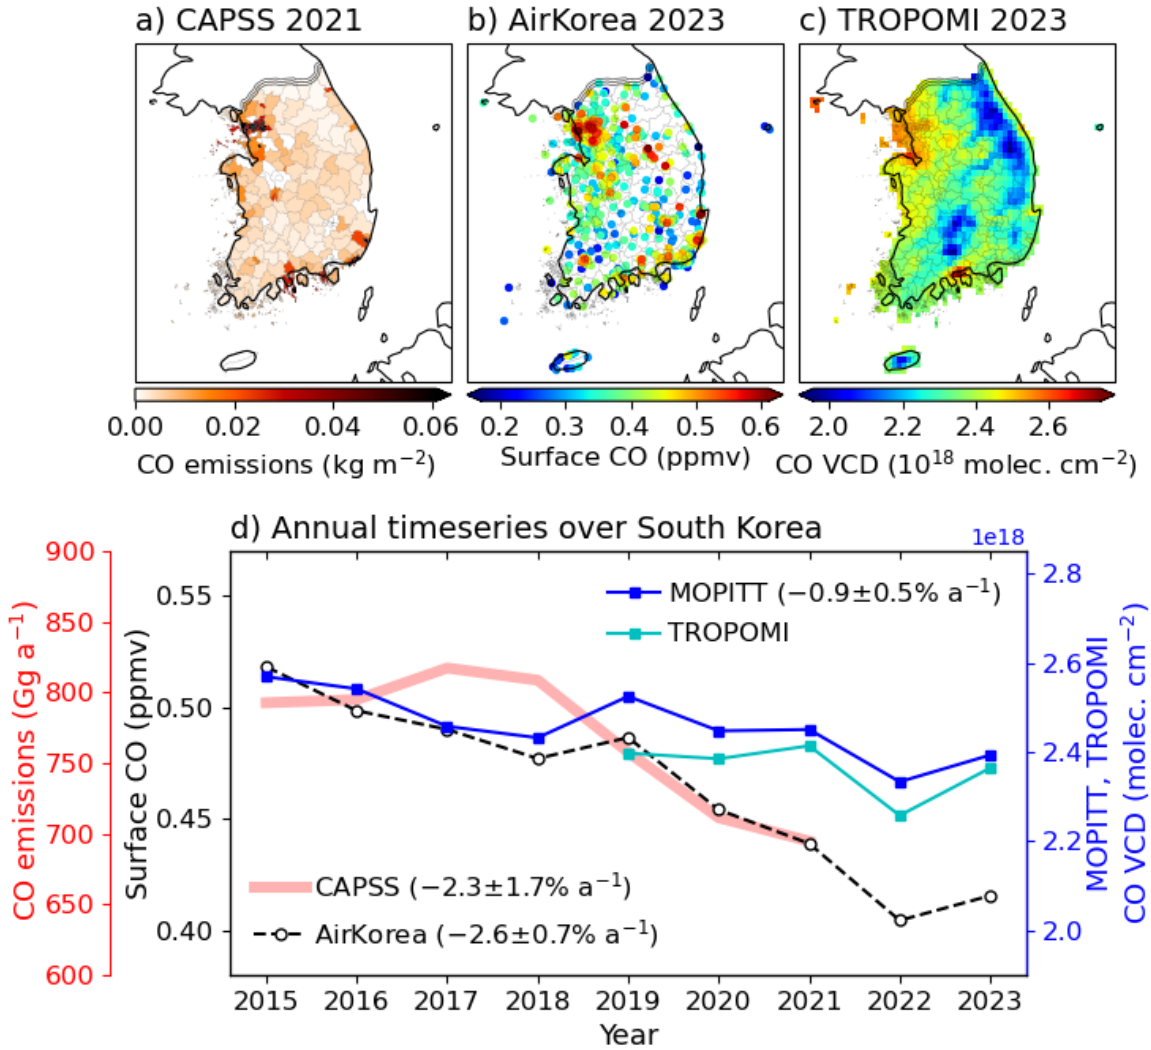 a) CAPSS 2021
b) AirKorea 2023
c) TROPOMI 2023
0.00 0.02 0.04 0.06
CO emissions (kg m⁻²)
0.2 0.3 0.4 0.5 0.6
Surface CO (ppmv)
2.0 2.2 2.4 2.6
CO VCD (10¹⁸ molec. cm⁻²)
d) Annual timeseries over South Korea
1e18
CO emissions (Gg a⁻¹)
900
850
800
750
700
650
600
Surface CO (ppmv)
0.55
0.50
0.45
0.40
MOPITT (−0.9±0.5% a⁻¹)
TROPOMI
CAPSS (−2.3±1.7% a⁻¹)
AirKorea (−2.6±0.7% a⁻¹)
2.8
2.6
2.4
2.2
2.0
MOPITT, TROPOMI
CO VCD (molec. cm⁻²)
2015 2016 2017 2018 2019 2020 2021 2022 2023
Year